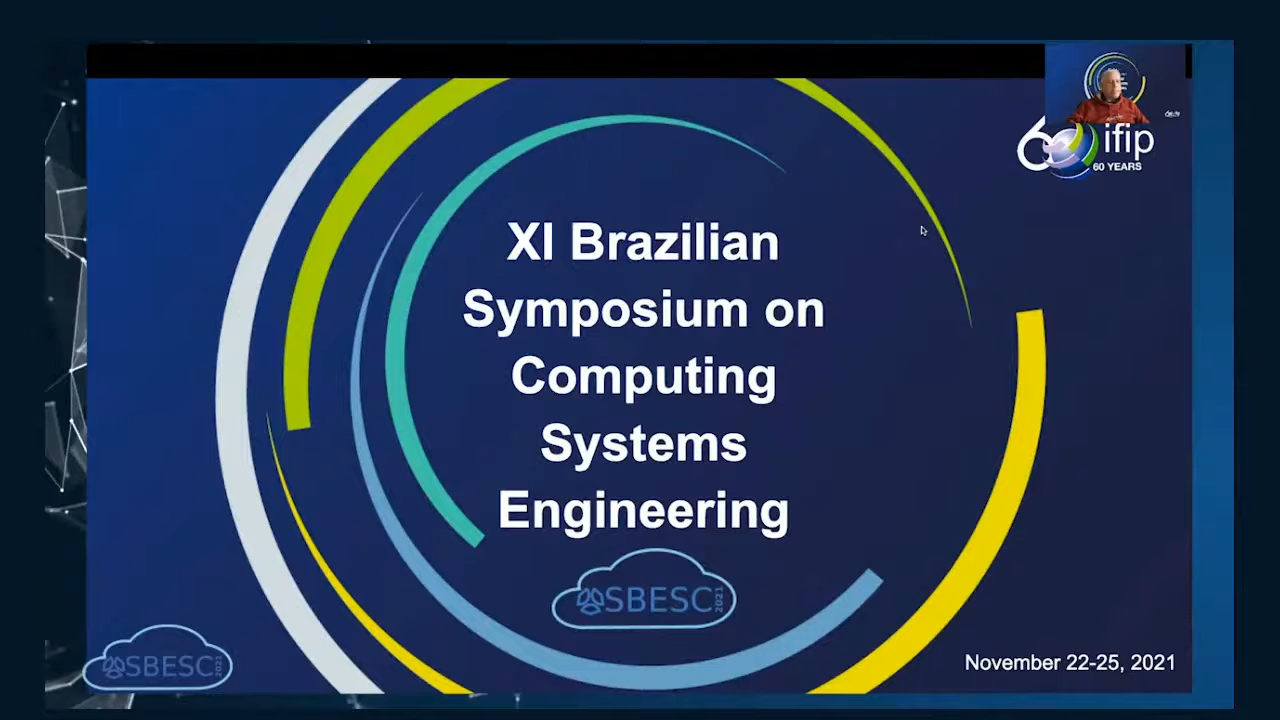 60 ifip
60 YEARS
XI Brazilian
Symposium on
Computing
Systems
Engineering
SBESC 2021
SBESC 2021
November 22-25, 2021